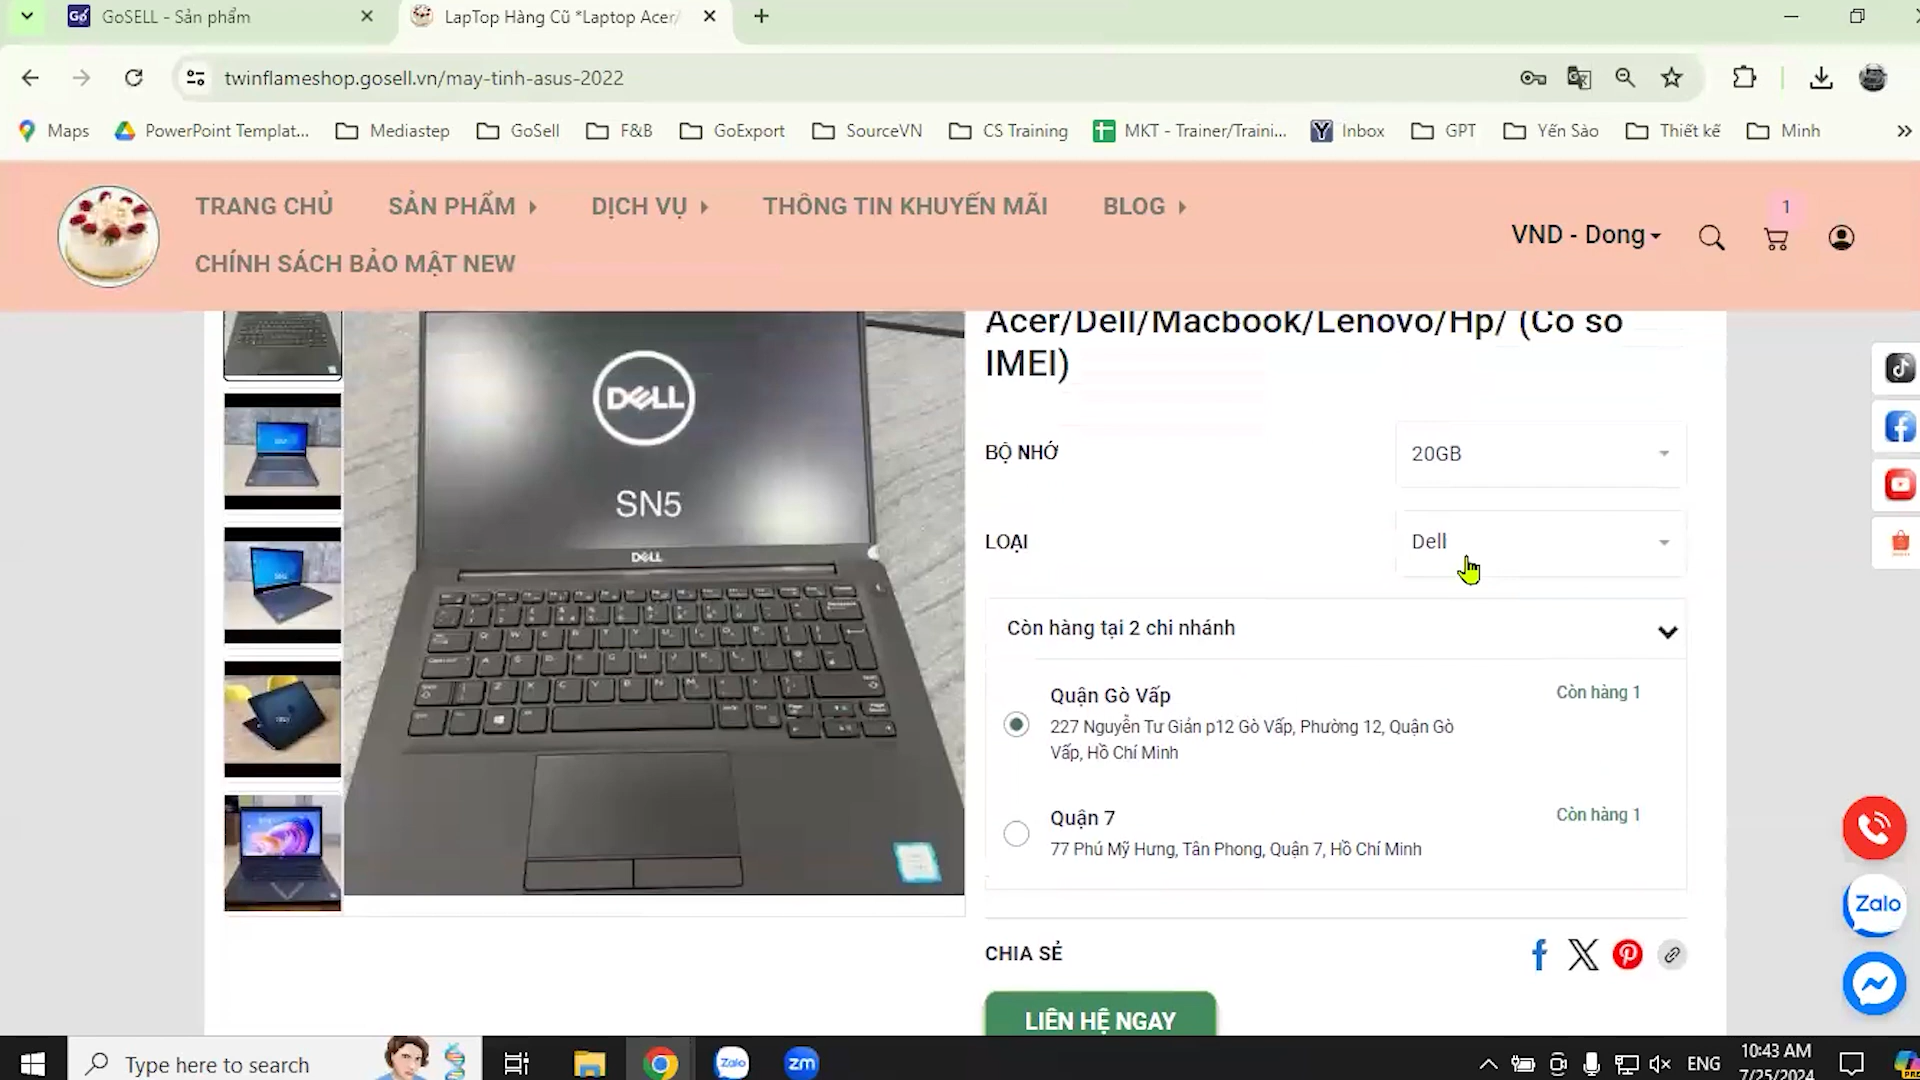 GoSELL - Sản phẩm
LapTop Hàng Cũ *Laptop Acer/
twinflameshop.gosell.vn/may-tinh-asus-2022
Maps
PowerPoint Templat...
Mediastep
GoSell
F&B
GoExport
SourceVN
CS Training
MKT - Trainer/Traini...
Inbox
GPT
Yến Sào
Thiết kế
Minh
TRANG CHỦ
SẢN PHẨM
DỊCH VỤ
THÔNG TIN KHUYẾN MÃI
BLOG
CHÍNH SÁCH BẢO MẬT NEW
VND - Dong
1
Acer/Dell/Macbook/Lenovo/Hp/ (Có số
IMEI)
DELL
SN5
DELL
BỘ NHỚ
20GB
LOẠI
Dell
Còn hàng tại 2 chi nhánh
Quận Gò Vấp
Còn hàng 1
227 Nguyễn Tư Giản p12 Gò Vấp, Phường 12, Quận Gò
Vấp, Hồ Chí Minh
Quận 7
Còn hàng 1
77 Phú Mỹ Hưng, Tân Phong, Quận 7, Hồ Chí Minh
CHIA SẺ
LIÊN HỆ NGAY
Zalo
Type here to search
Zalo
zm
ENG
10:43 AM
7/25/2024